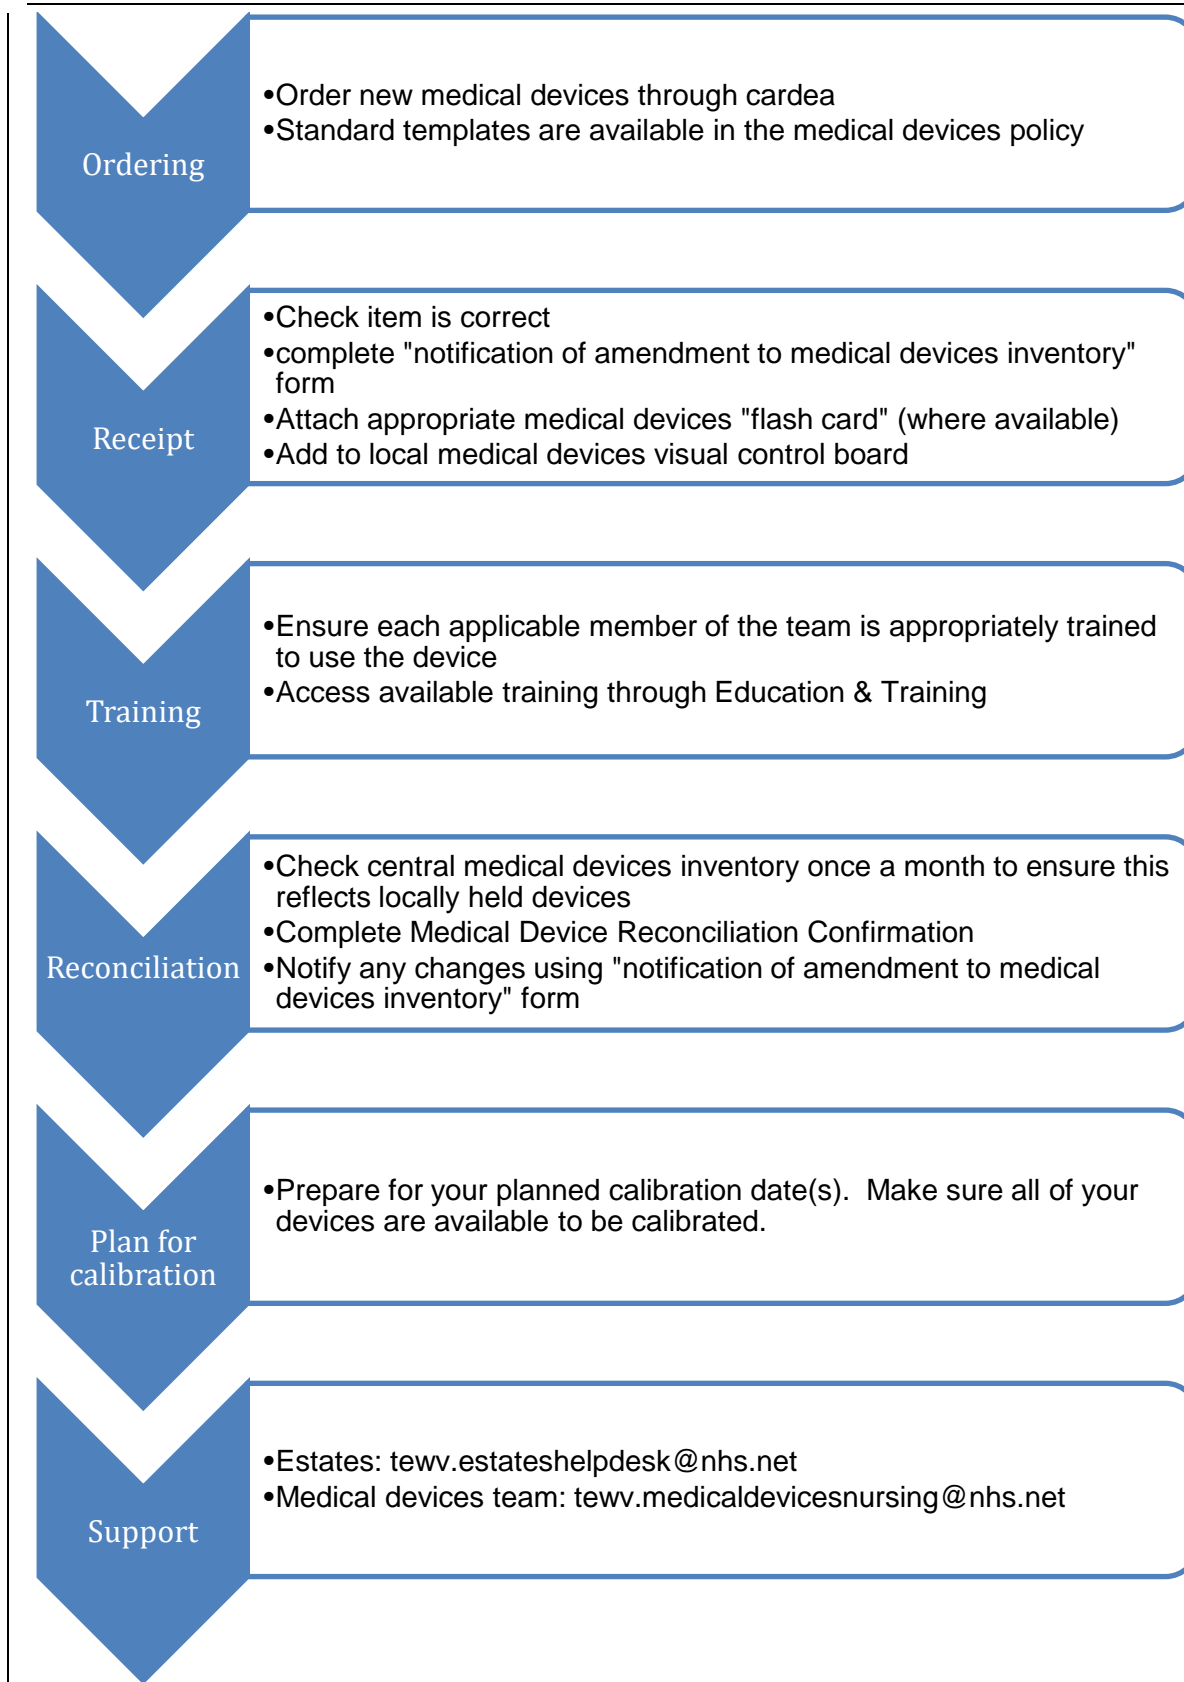 Ordering
•Order new medical devices through cardea
•Standard templates are available in the medical devices policy
Receipt
•Check item is correct
•complete "notification of amendment to medical devices inventory"
form
•Attach appropriate medical devices "flash card" (where available)
•Add to local medical devices visual control board
Training
•Ensure each applicable member of the team is appropriately trained
to use the device
•Access available training through Education & Training
Reconciliation
•Check central medical devices inventory once a month to ensure this
reflects locally held devices
•Complete Medical Device Reconciliation Confirmation
•Notify any changes using "notification of amendment to medical
devices inventory" form
Plan for
calibration
•Prepare for your planned calibration date(s).  Make sure all of your
devices are available to be calibrated.
Support
•Estates: tewv.estateshelpdesk@nhs.net
•Medical devices team: tewv.medicaldevicesnursing@nhs.net